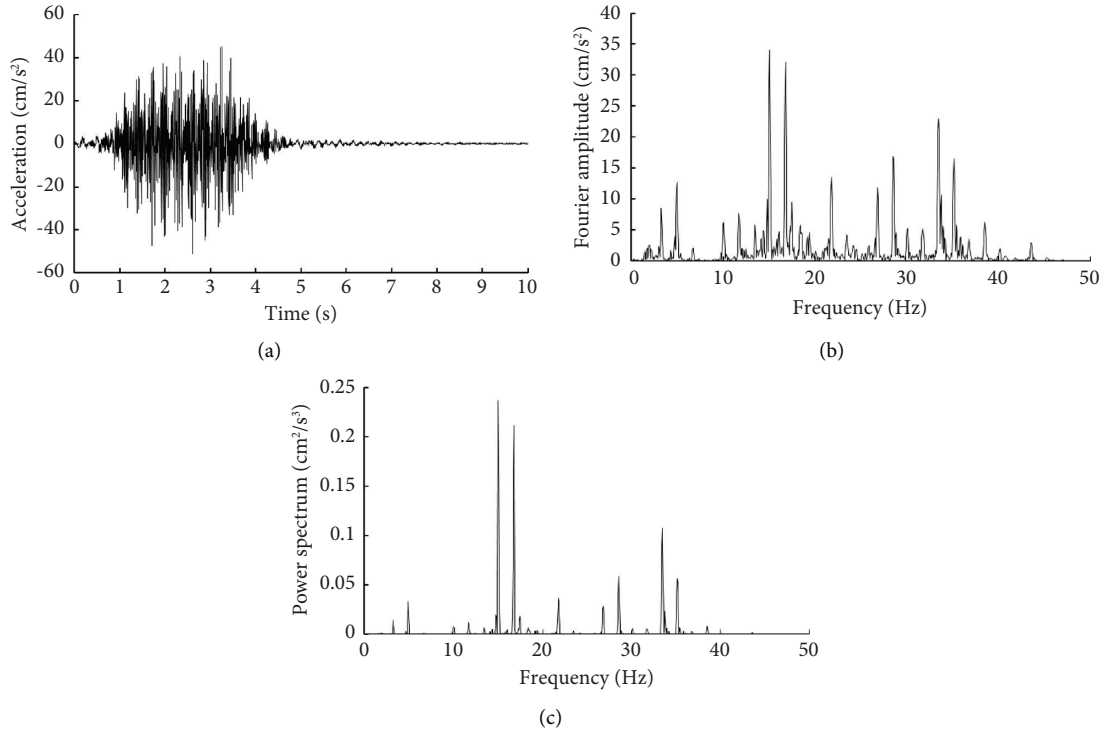 60
40
20
0
-20
-40
-60
Acceleration (cm/s²)
0 1 2 3 4 5 6 7 8 9 10
Time (s)
(a)
40
35
30
25
20
15
10
5
0
Fourier amplitude (cm/s²)
0 10 20 30 40 50
Frequency (Hz)
(b)
0.25
0.2
0.15
0.1
0.05
0
Power spectrum (cm²/s³)
0 10 20 30 40 50
Frequency (Hz)
(c)